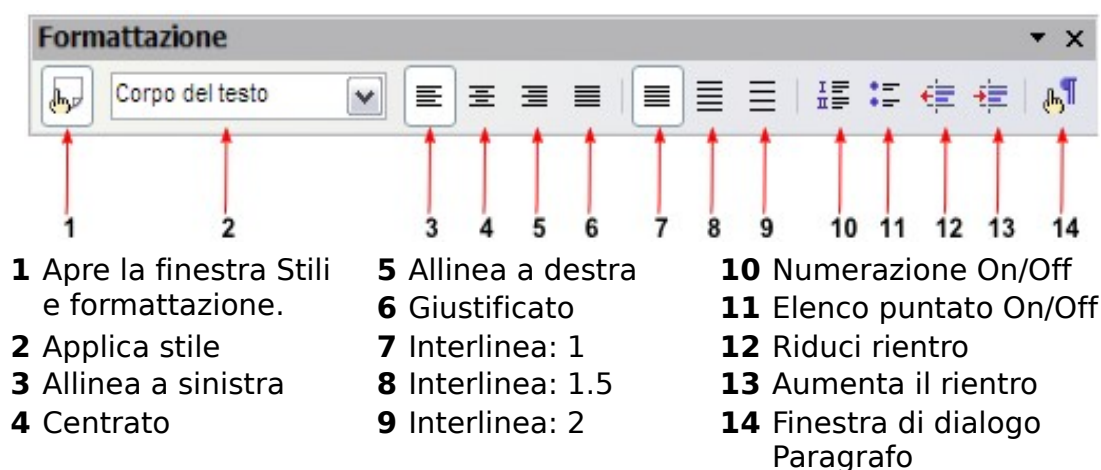 Formattazione
Corpo del testo
1 2 3 4 5 6 7 8 9 10 11 12 13 14
1 Apre la finestra Stili
e formattazione.
2 Applica stile
3 Allinea a sinistra
4 Centrato
5 Allinea a destra
6 Giustificato
7 Interlinea: 1
8 Interlinea: 1.5
9 Interlinea: 2
10 Numerazione On/Off
11 Elenco puntato On/Off
12 Riduci rientro
13 Aumenta il rientro
14 Finestra di dialogo
Paragrafo